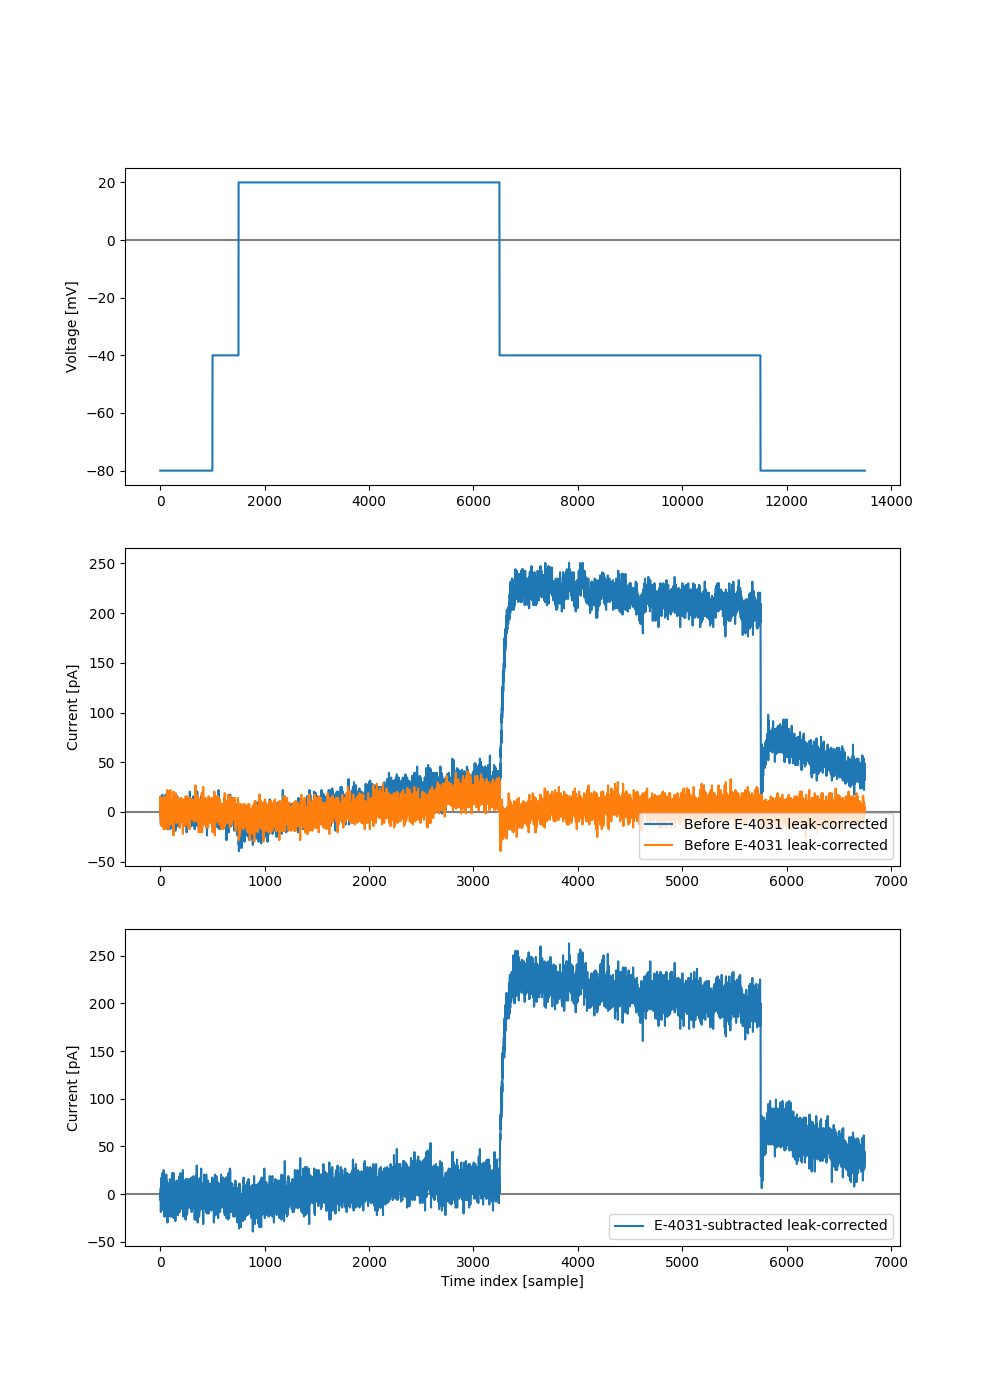 20
0
−20
−40
−60
−80
Voltage [mV]
0 2000 4000 6000 8000 10000 12000 14000
250
200
150
100
50
0
−50
Current [pA]
Before E-4031 leak-corrected
Before E-4031 leak-corrected
0 1000 2000 3000 4000 5000 6000 7000
250
200
150
100
50
0
−50
Current [pA]
E-4031-subtracted leak-corrected
0 1000 2000 3000 4000 5000 6000 7000
Time index [sample]